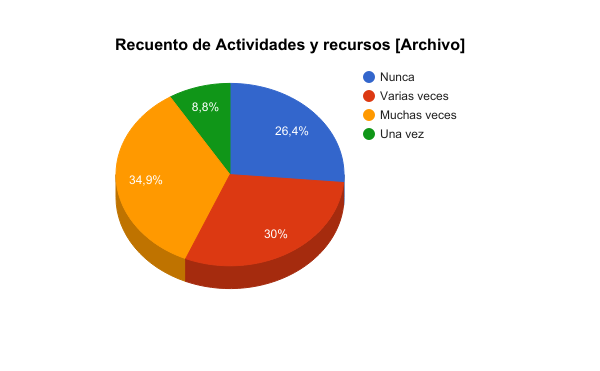 Recuento de Actividades y recursos [Archivo]
Nunca
Varias veces
Muchas veces
Una vez
8,8%
26,4%
34,9%
30%